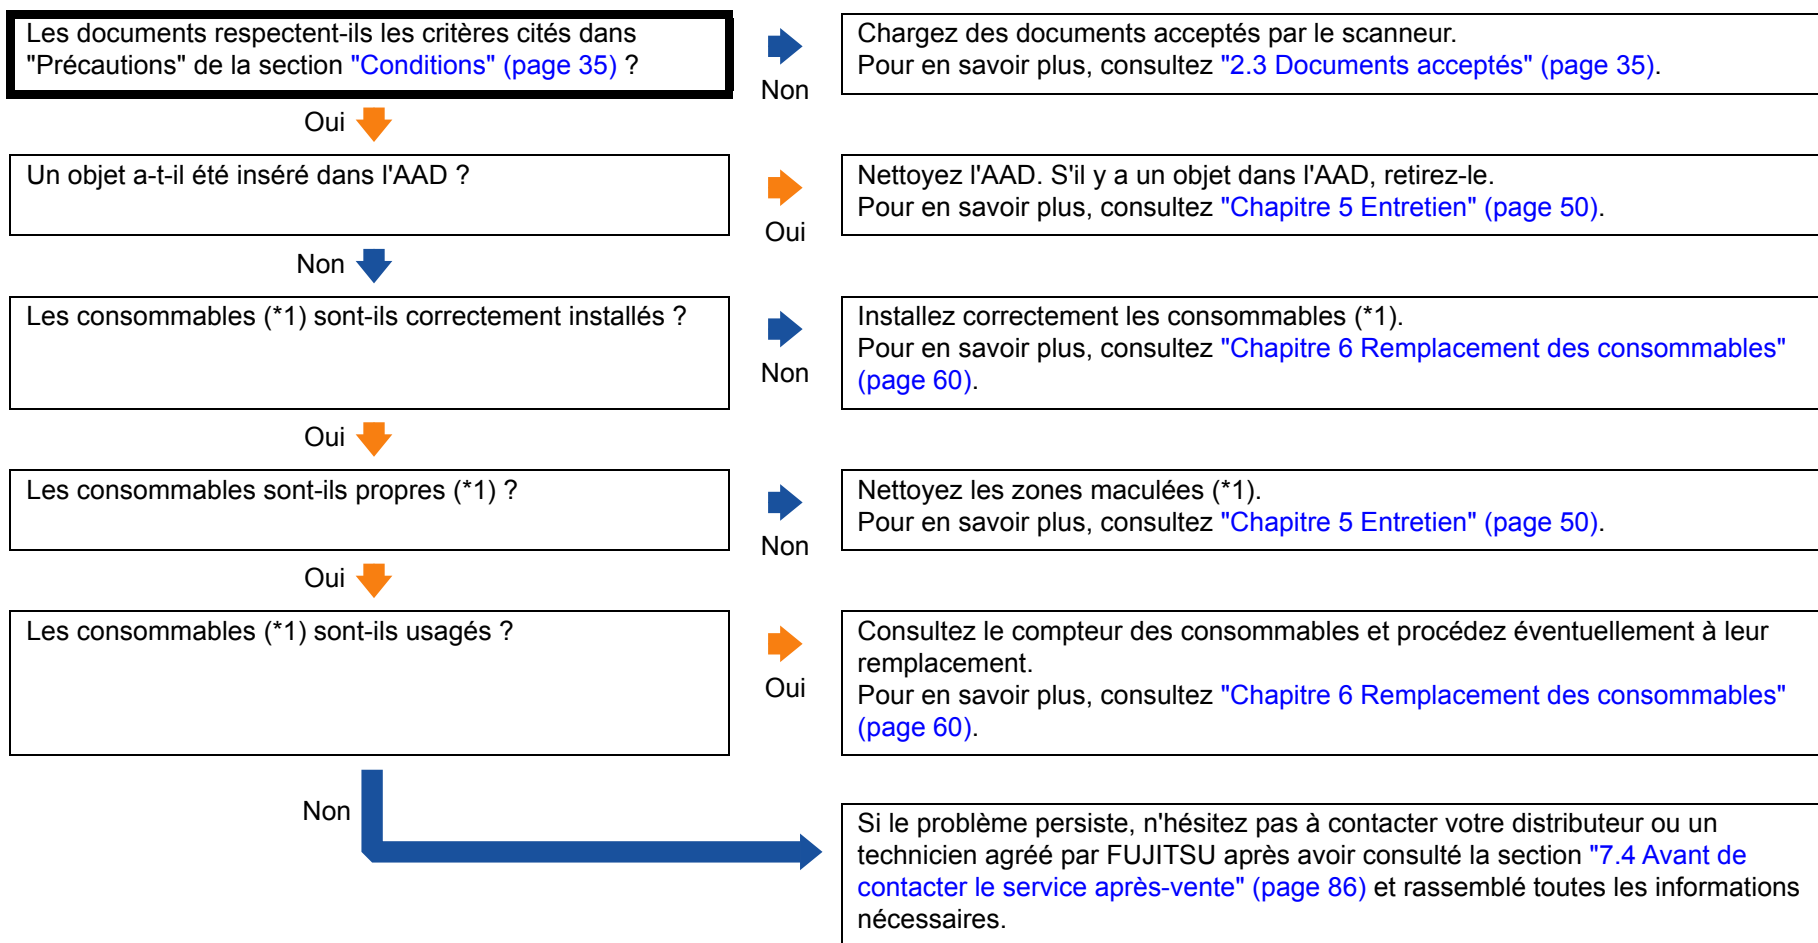 Les documents respectent-ils les critères cités dans
"Précautions" de la section "Conditions" (page 35) ?
Non
Chargez des documents acceptés par le scanneur.
Pour en savoir plus, consultez "2.3 Documents acceptés" (page 35).
Oui
Un objet a-t-il été inséré dans l'AAD ?
Oui
Nettoyez l'AAD. S'il y a un objet dans l'AAD, retirez-le.
Pour en savoir plus, consultez "Chapitre 5 Entretien" (page 50).
Non
Les consommables (*1) sont-ils correctement installés ?
Non
Installez correctement les consommables (*1).
Pour en savoir plus, consultez "Chapitre 6 Remplacement des consommables"
(page 60).
Oui
Les consommables sont-ils propres (*1) ?
Non
Nettoyez les zones maculées (*1).
Pour en savoir plus, consultez "Chapitre 5 Entretien" (page 50).
Oui
Les consommables (*1) sont-ils usagés ?
Oui
Consultez le compteur des consommables et procédez éventuellement à leur
remplacement.
Pour en savoir plus, consultez "Chapitre 6 Remplacement des consommables"
(page 60).
Non
Si le problème persiste, n'hésitez pas à contacter votre distributeur ou un
technicien agréé par FUJITSU après avoir consulté la section "7.4 Avant de
contacter le service après-vente" (page 86) et rassemblé toutes les informations
nécessaires.